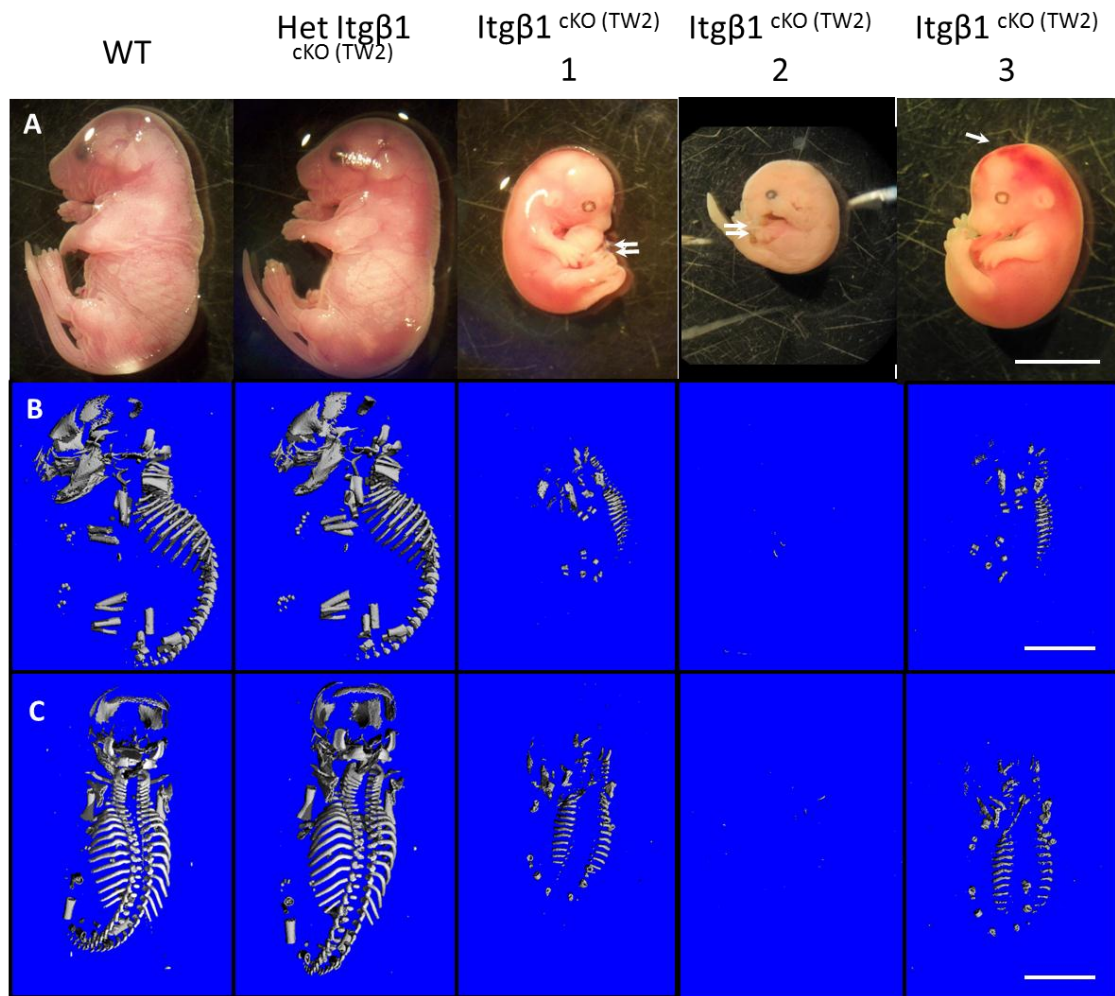 WT
Het Itgβ1
cKO (TW2)
Itgβ1 cKO (TW2)
1
Itgβ1 cKO (TW2)
2
Itgβ1 cKO (TW2)
3
A
B
C